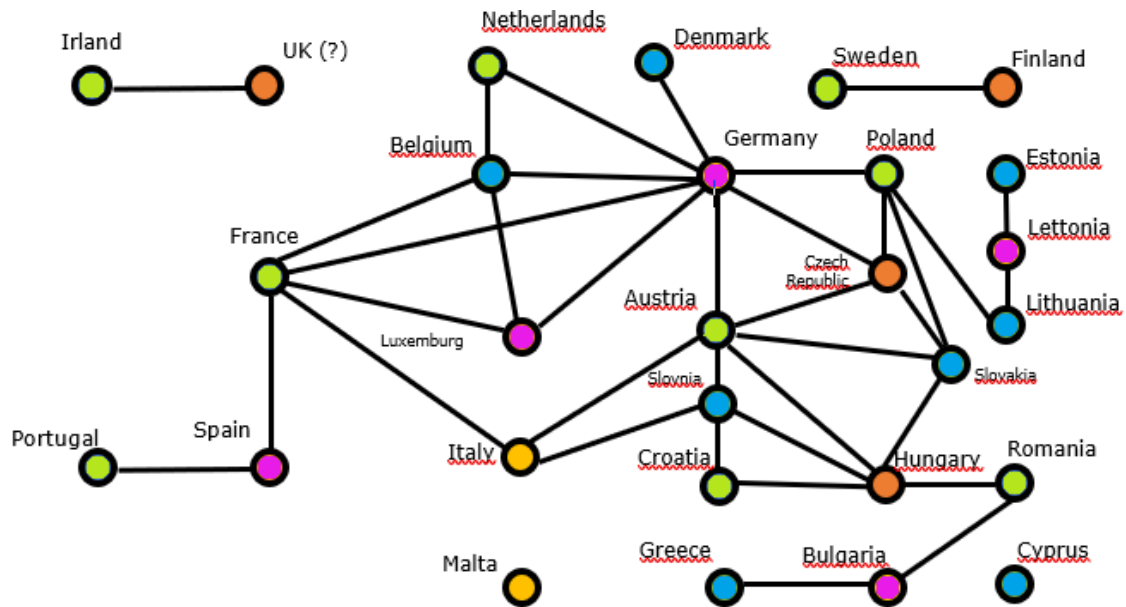 Netherlands
Irland
UK (?)
Denmark
Sweden
Finland
Belgium
Germany
Poland
Estonia
France
Lettonia
Czech
Republic
Austria
Lithuania
Luxemburg
Slovnia
Slovakia
Portugal
Spain
Italy
Croatia
Hungary
Romania
Malta
Greece
Bulgaria
Cyprus